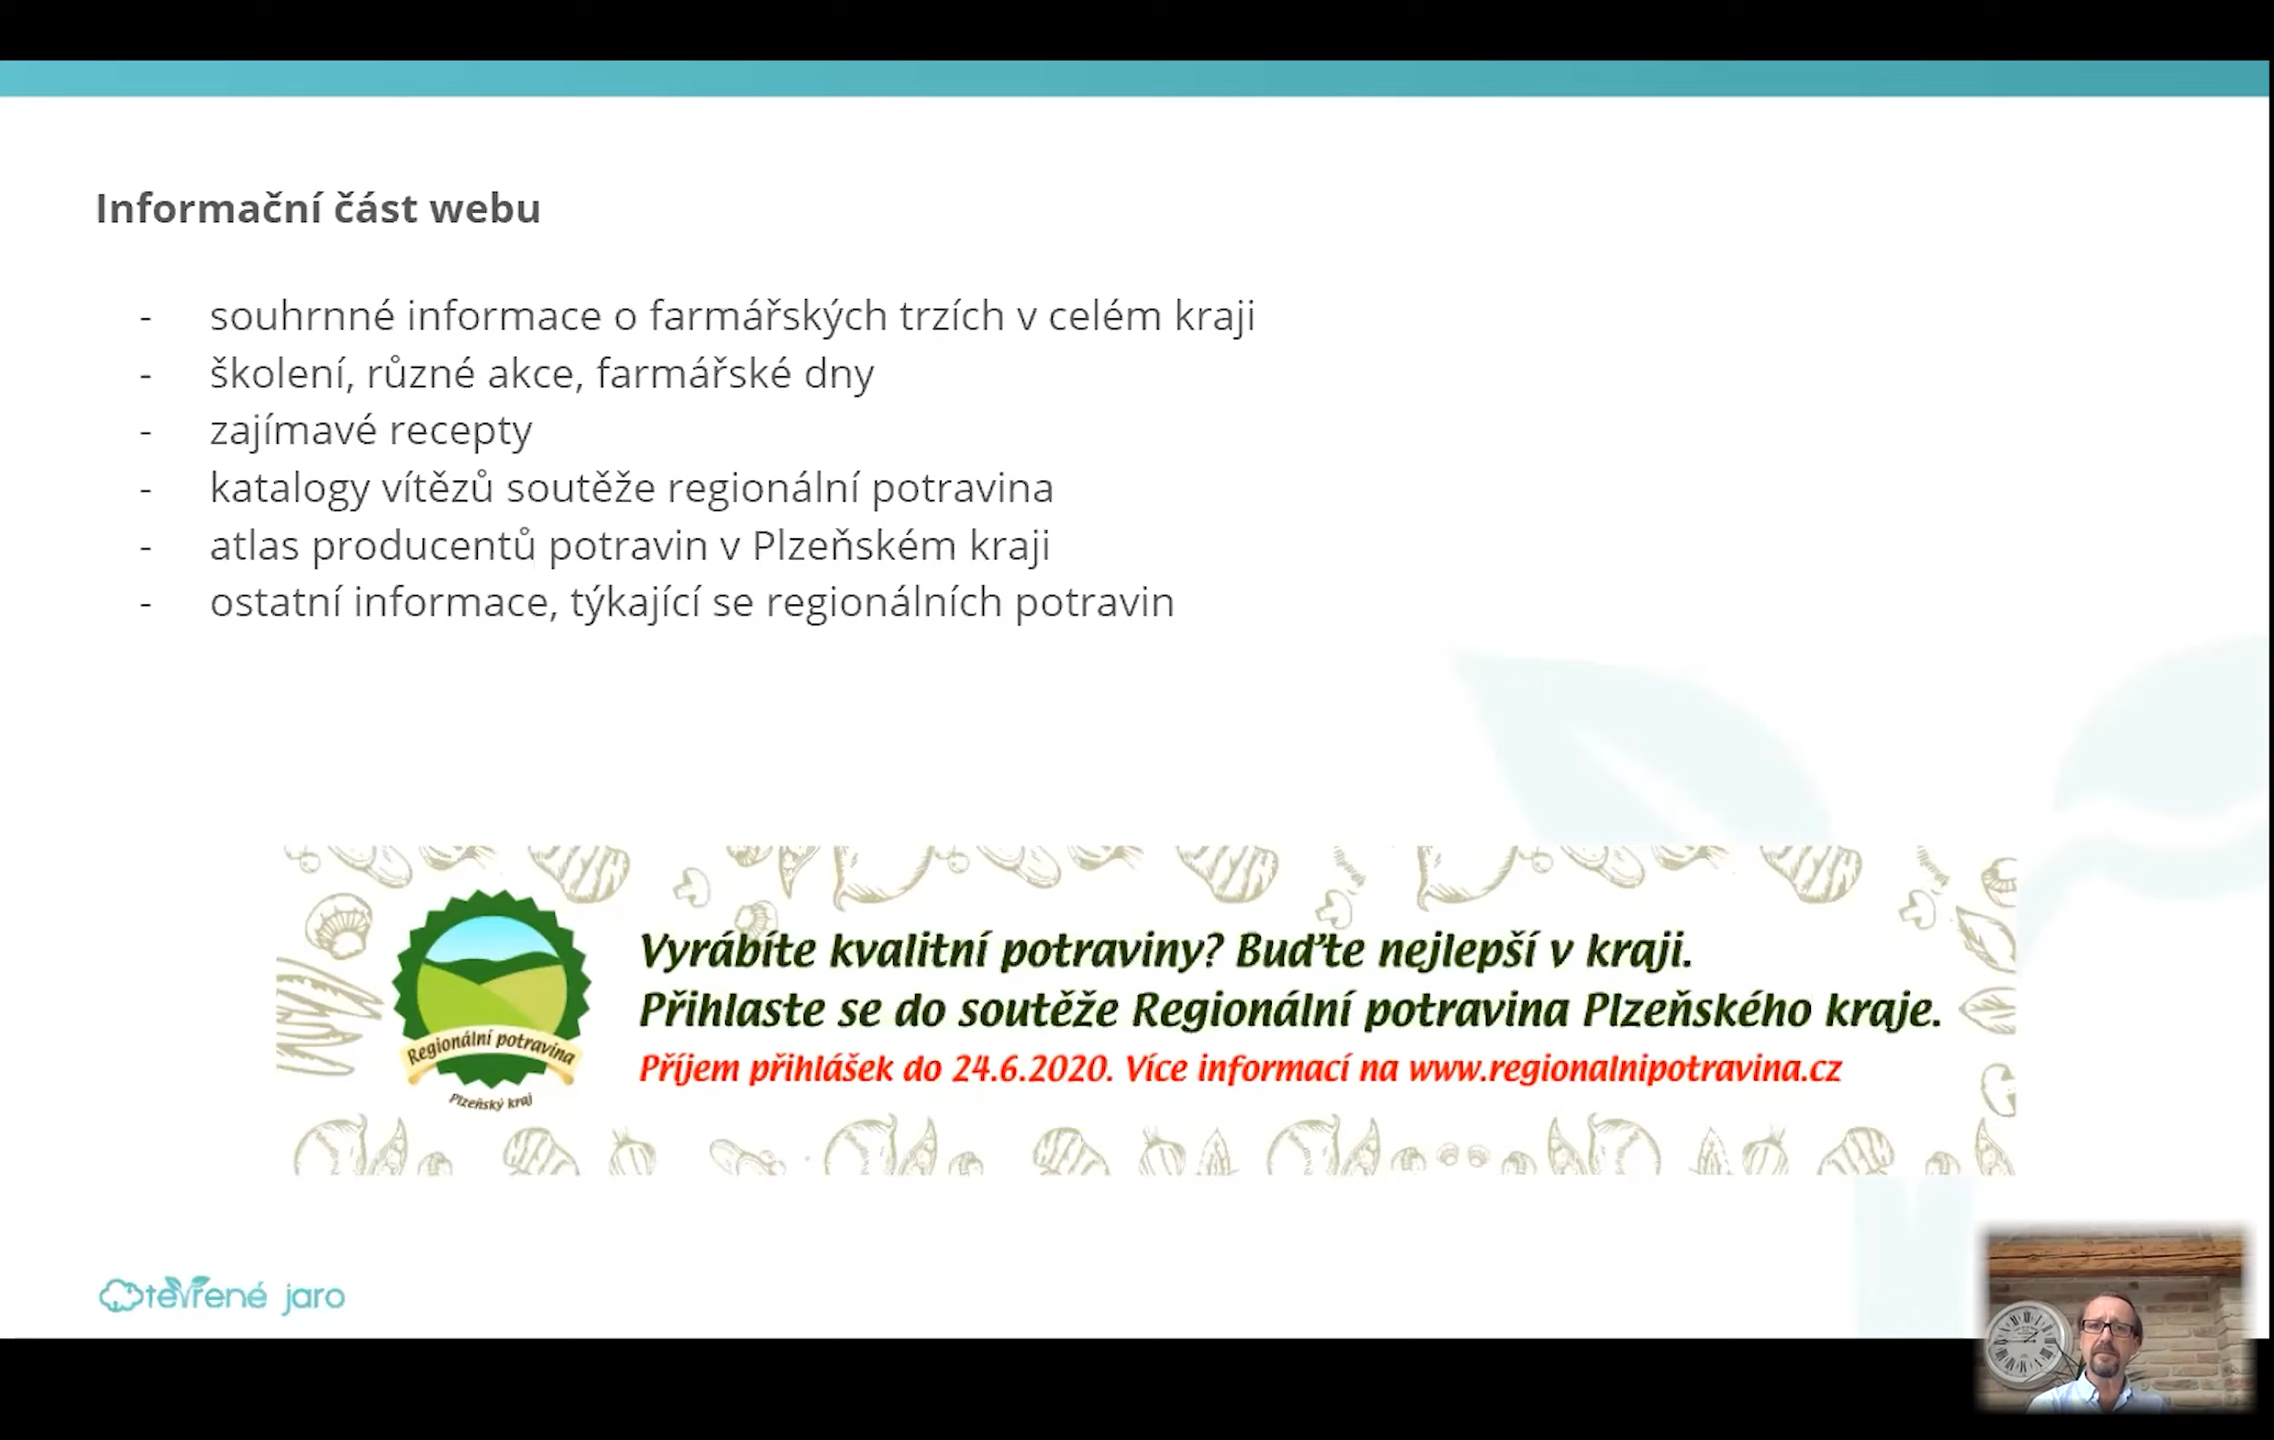 Informační část webu
- souhrnné informace o farmářských trzích v celém kraji
- školení, různé akce, farmářské dny
- zajímavé recepty
- katalogy vítězů soutěže regionální potravina
- atlas producentů potravin v Plzeňském kraji
- ostatní informace, týkající se regionálních potravin
Vyrábíte kvalitní potraviny? Buďte nejlepší v kraji.
Přihlaste se do soutěže Regionální potravina Plzeňského kraje.
Příjem přihlášek do 24.6.2020. Více informací na www.regionalnipotravina.cz
Regionální potravina
Plzeňský kraj
Otevřené jaro